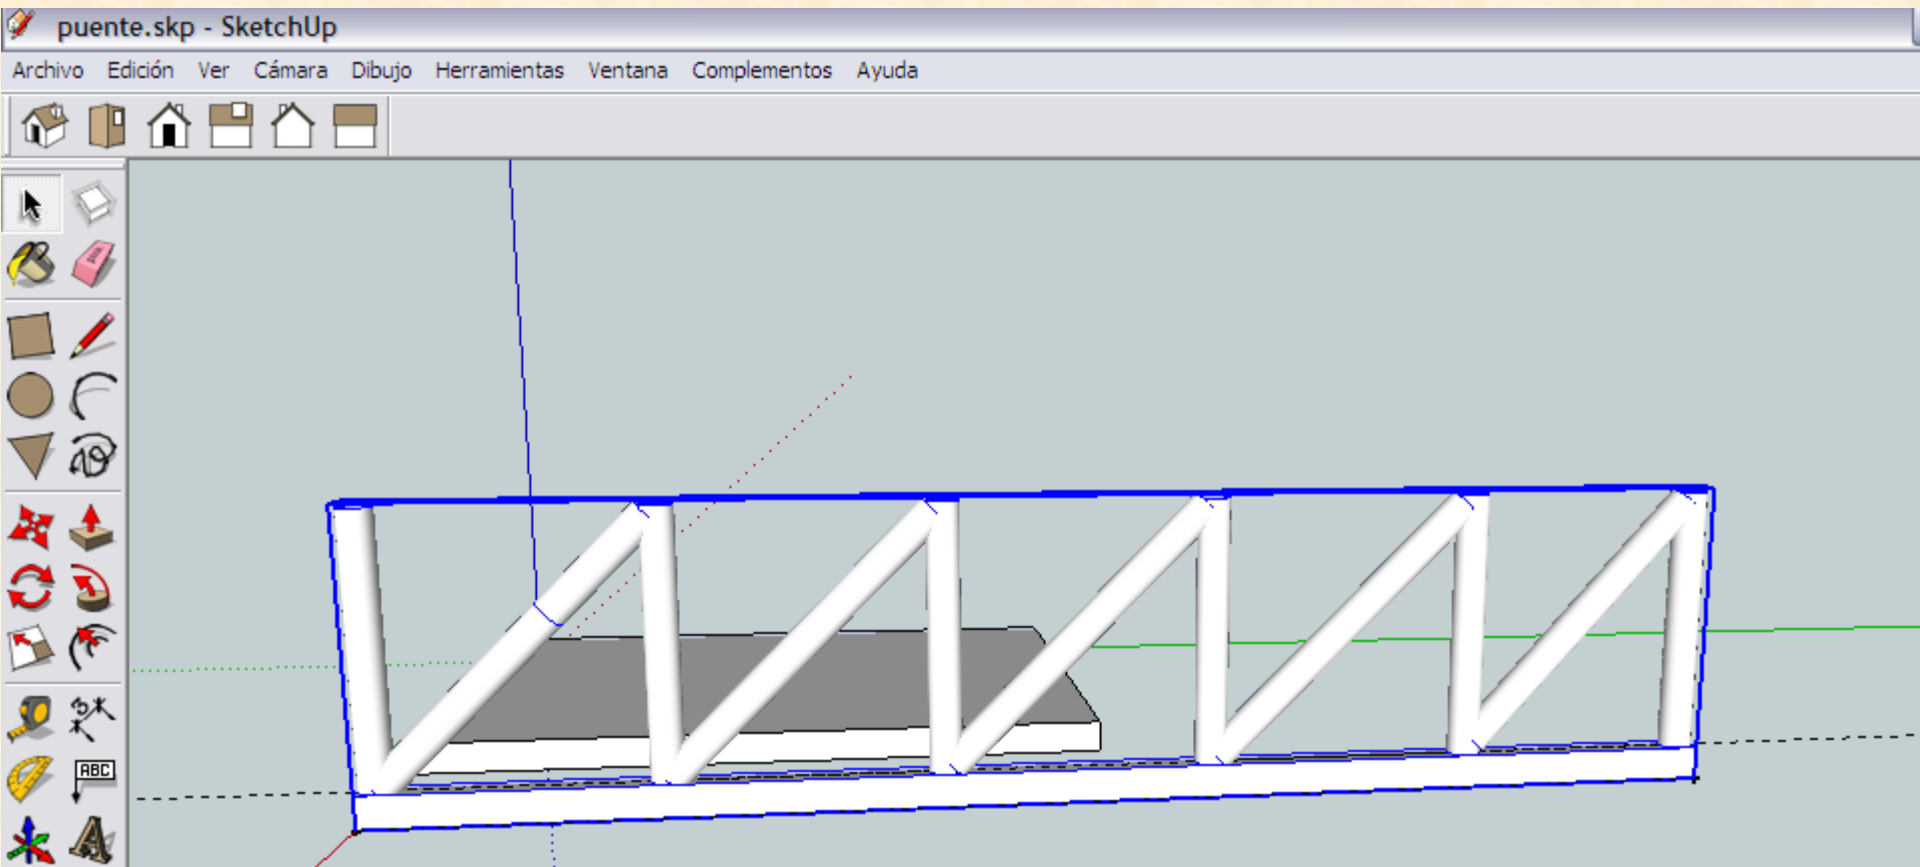 puente.skp - SketchUp
Archivo Edición Ver Cámara Dibujo Herramientas Ventana Complementos Ayuda
ABC